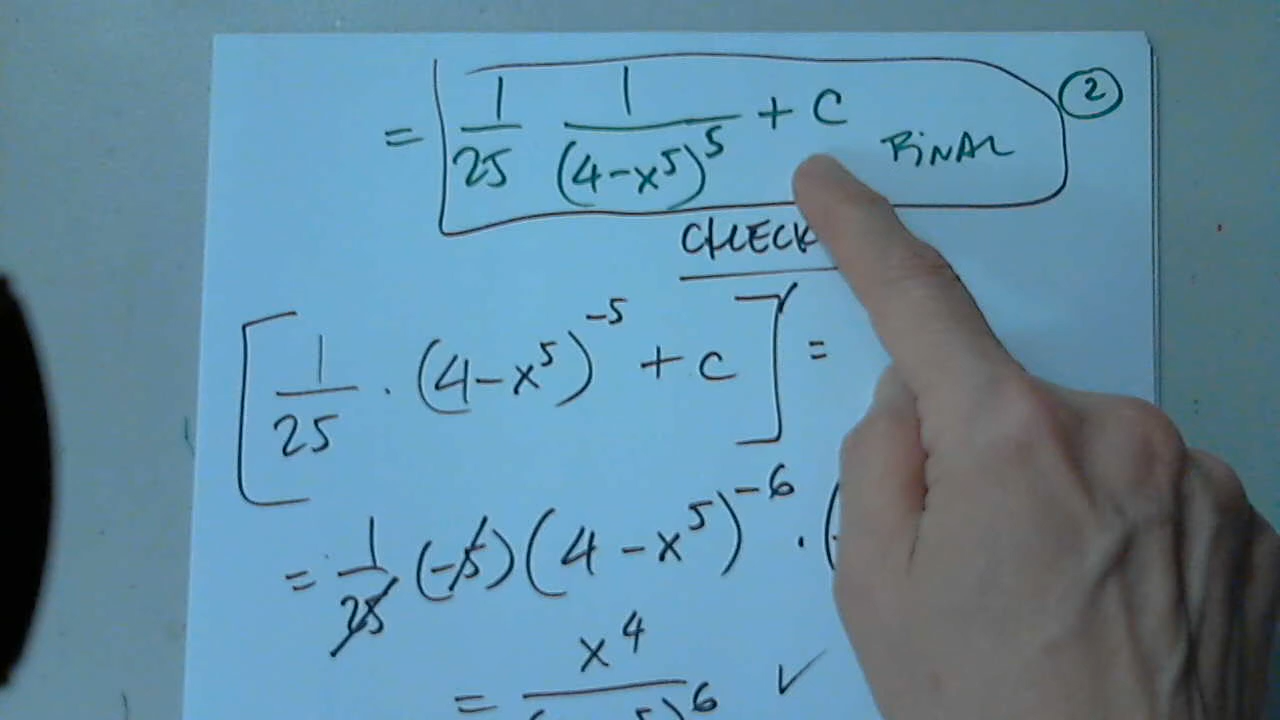 = 1/25 1/(4-x^5)^5 + C FINAL 2
CHECK
[1/25 · (4-x^5)^-5 + C]' =
= 1/25 (-5)(4-x^5)^-6 · (
= x^4/ 6 ✓